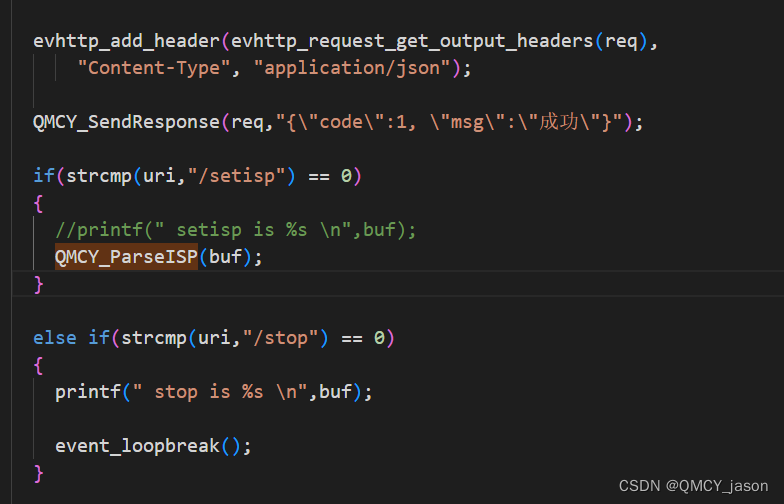 evhttp_add_header(evhttp_request_get_output_headers(req),
"Content-Type", "application/json");
QMCY_SendResponse(req,"{\"code\":1, \"msg\":\"成功\"}");
if(strcmp(uri,"/setisp") == 0)
{
//printf(" setisp is %s \n",buf);
QMCY_ParseISP(buf);
}
else if(strcmp(uri,"/stop") == 0)
{
printf(" stop is %s \n",buf);
event_loopbreak();
}
CSDN @QMCY_jason